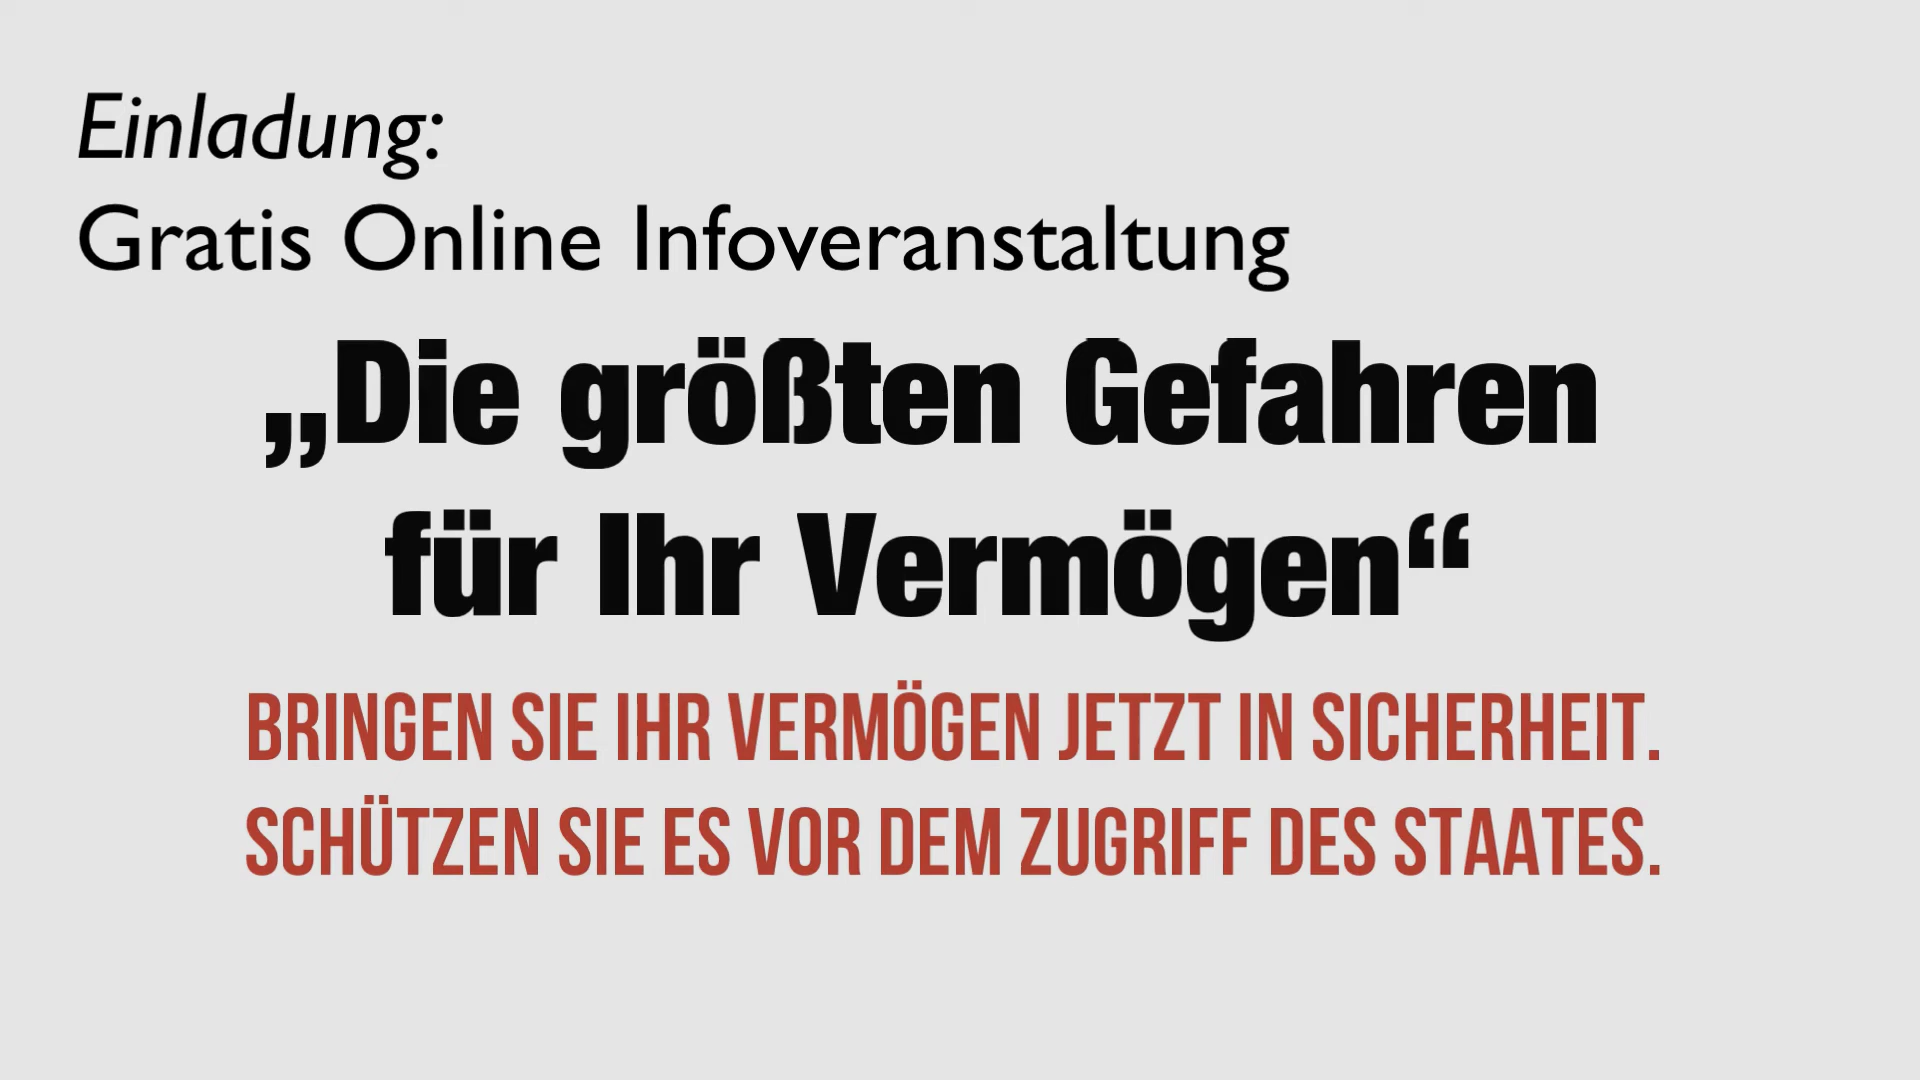 Einladung:
Gratis Online Infoveranstaltung
„Die größten Gefahren
für Ihr Vermögen“
BRINGEN SIE IHR VERMÖGEN JETZT IN SICHERHEIT.
SCHÜTZEN SIE ES VOR DEM ZUGRIFF DES STAATES.